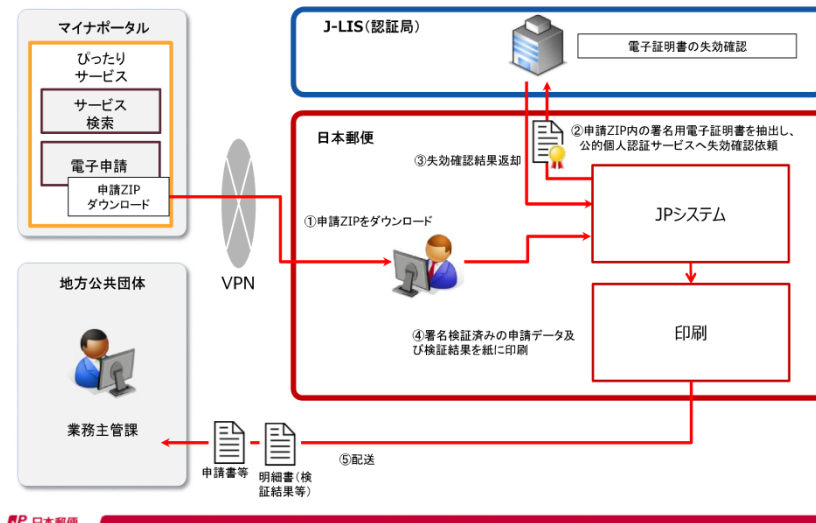 マイナポータル
ぴったり
サービス
サービス
検索
電子申請
申請ZIP
ダウンロード
VPN
J-LIS(認証局)
電子証明書の失効確認
日本郵便
②申請ZIP内の署名用電子証明書を抽出し、
公的個人認証サービスへ失効確認依頼
③失効確認結果返却
①申請ZIPをダウンロード
JPシステム
④署名検証済みの申請データ及
び検証結果を紙に印刷
印刷
地方公共団体
業務主管課
申請書等
明細書(検
証結果等)
⑤配送
JP 日本郵便